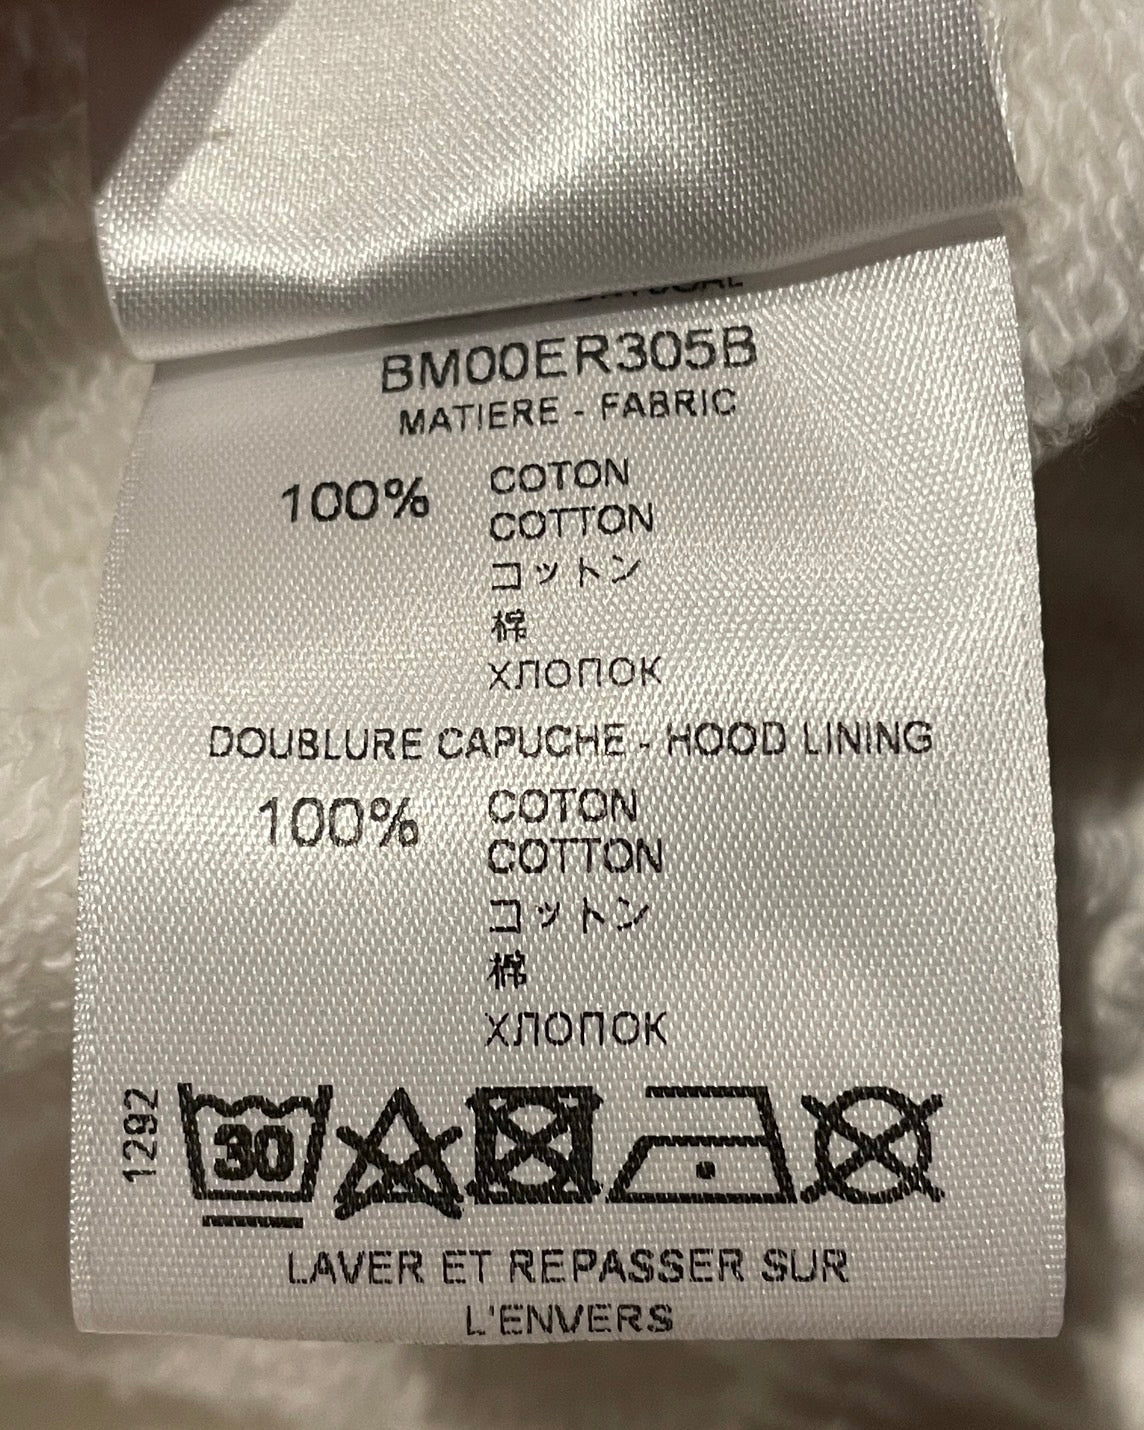 BM00ER305B
MATIERE - FABRIC
100% COTON
COTTON
コットン
棉
ХЛОПОК
DOUBLURE CAPUCHE - HOOD LINING
100% COTON
COTTON
コットン
棉
ХЛОПОК
1292
30
LAVER ET REPASSER SUR
L'ENVERS